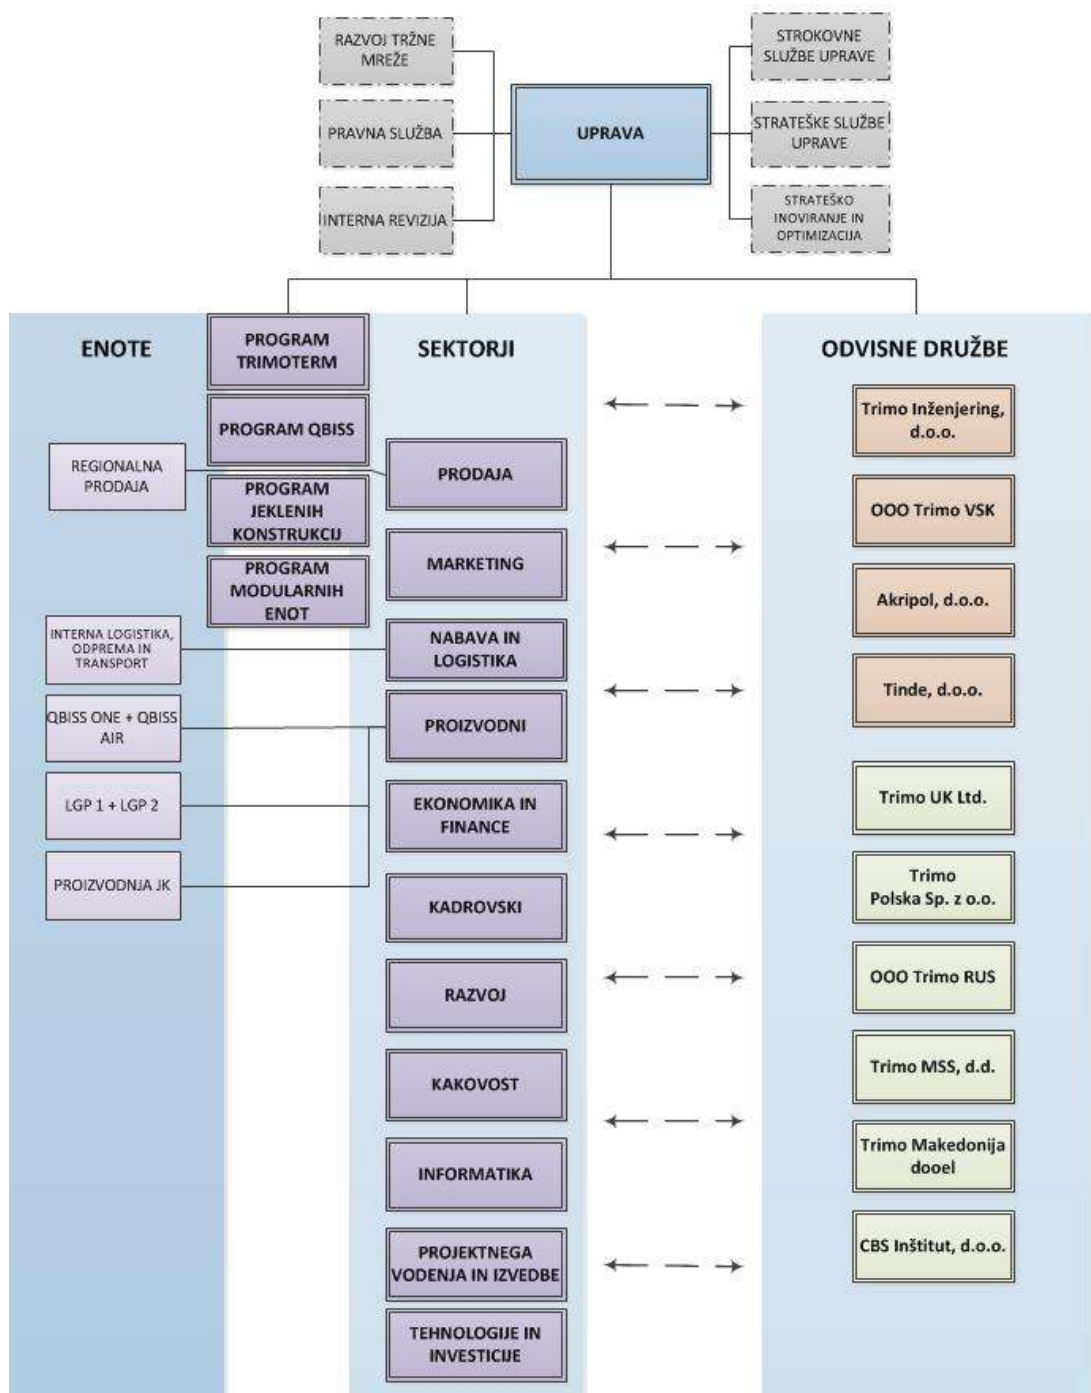 RAZVOJ TRŽNE
MREŽE
PRAVNA SLUŽBA
INTERNA REVIZIJA
UPRAVA
STROKOVNE
SLUŽBE UPRAVE
STRATEŠKE SLUŽBE
UPRAVE
STRATEŠKO
INOVIRANJE IN
OPTIMIZACIJA
ENOTE
REGIONALNA
PRODAJA
INTERNA LOGISTIKA,
ODPREMA IN
TRANSPORT
QBISS ONE + QBISS
AIR
LGP 1 + LGP 2
PROIZVODNJA JK
PROGRAM
TRIMOTERM
PROGRAM QBISS
PROGRAM
JEKLENIH
KONSTRUKCIJ
PROGRAM
MODULARNIH
ENOT
SEKTORJI
PRODAJA
MARKETING
NABAVA IN
LOGISTIKA
PROIZVODNI
EKONOMIKA IN
FINANCE
KADROVSKI
RAZVOJ
KAKOVOST
INFORMATIKA
PROJEKTNEGA
VODENJA IN IZVEDBE
TEHNOLOGIJE IN
INVESTICIJE
ODVISNE DRUŽBE
Trimo Inženjering,
d.o.o.
OOO Trimo VSK
Akripol, d.o.o.
Tinde, d.o.o.
Trimo UK Ltd.
Trimo
Polska Sp. z o.o.
OOO Trimo RUS
Trimo MSS, d.d.
Trimo Makedonija
dooel
CBS Inštitut, d.o.o.